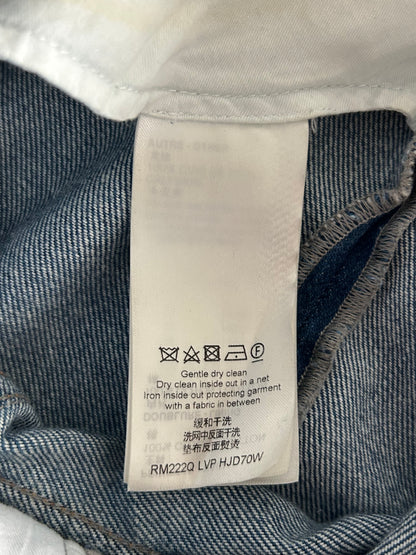 Gentle dry clean
Dry clean inside out in a net
Iron inside out protecting garment
with a fabric in between
缓和干洗
洗网中反面干洗
垫布反面熨烫
RM222Q LVP HJD70W